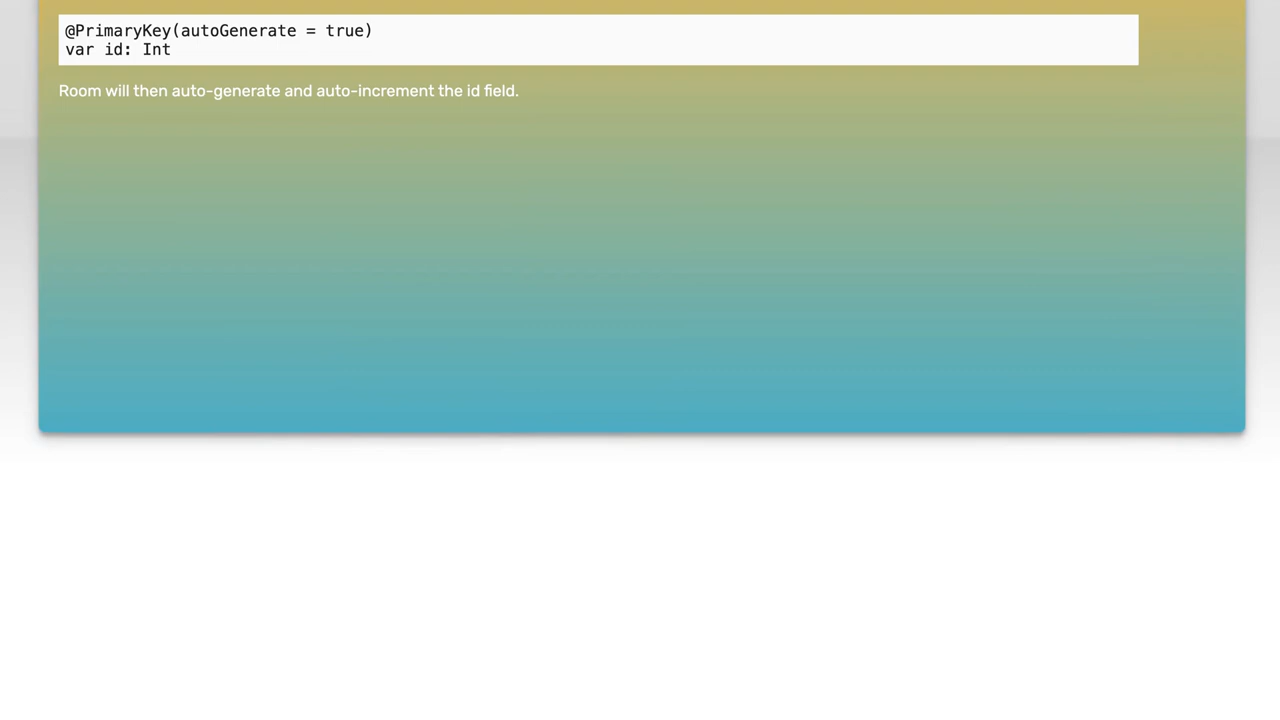 @PrimaryKey(autoGenerate = true)
var id: Int
Room will then auto-generate and auto-increment the id field.